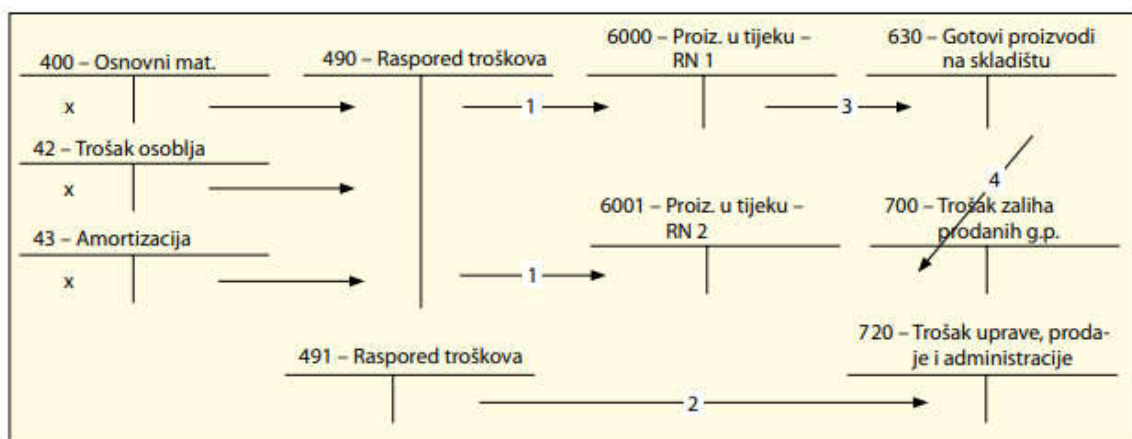 400 – Osnovni mat.
490 – Raspored troškova
6000 – Proiz. u tijeku –
RN 1
630 – Gotovi proizvodi
na skladištu
x
1
3
42 – Trošak osoblja
x
4
43 – Amortizacija
6001 – Proiz. u tijeku –
RN 2
700 – Trošak zaliha
prodanih g.p.
x
1
491 – Raspored troškova
720 – Trošak uprave, proda-
je i administracije
2